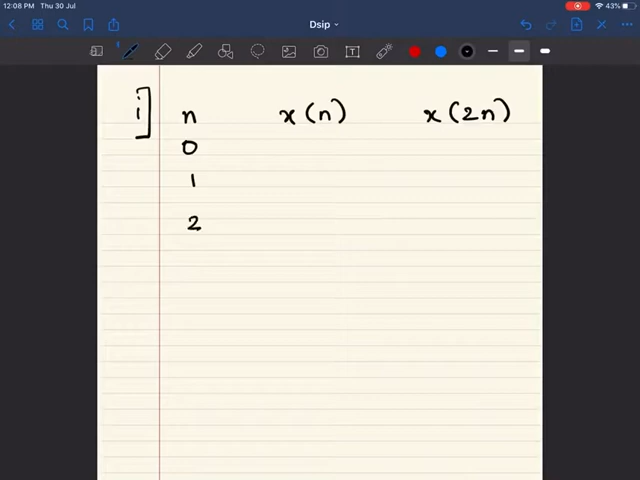 12:08 PM Thu 30 Jul
43%
Dsip
i] n x(n) x(2n)
0
1
2